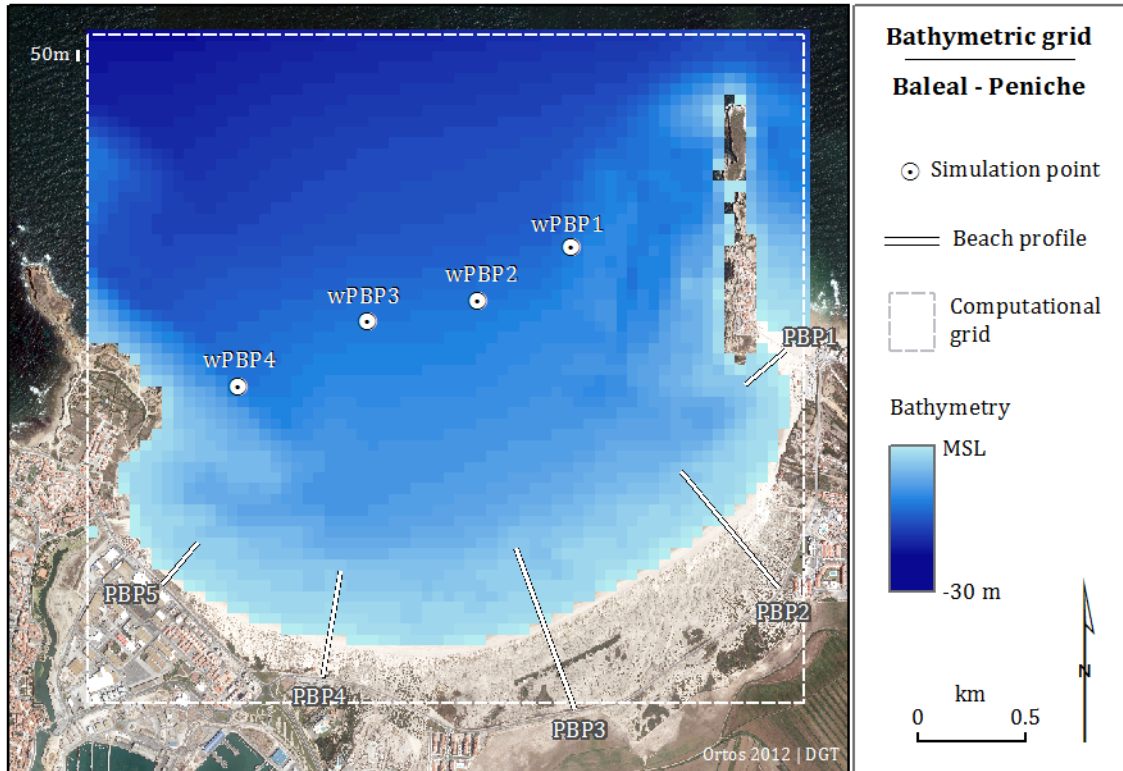 50m
wPBP1
wPBP2
wPBP3
wPBP4
PBP1
PBP2
PBP3
PBP4
PBP5
Ortos 2012 | DGT
Bathymetric grid
Baleal - Peniche
Simulation point
Beach profile
Computational
grid
Bathymetry
MSL
-30 m
N
km
0 0.5